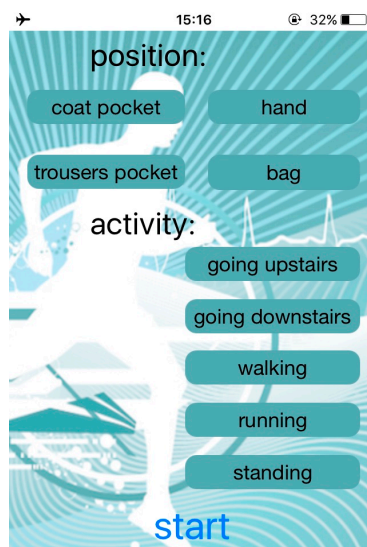 15:16 32%
position:
coat pocket hand
trousers pocket bag
activity:
going upstairs
going downstairs
walking
running
standing
start